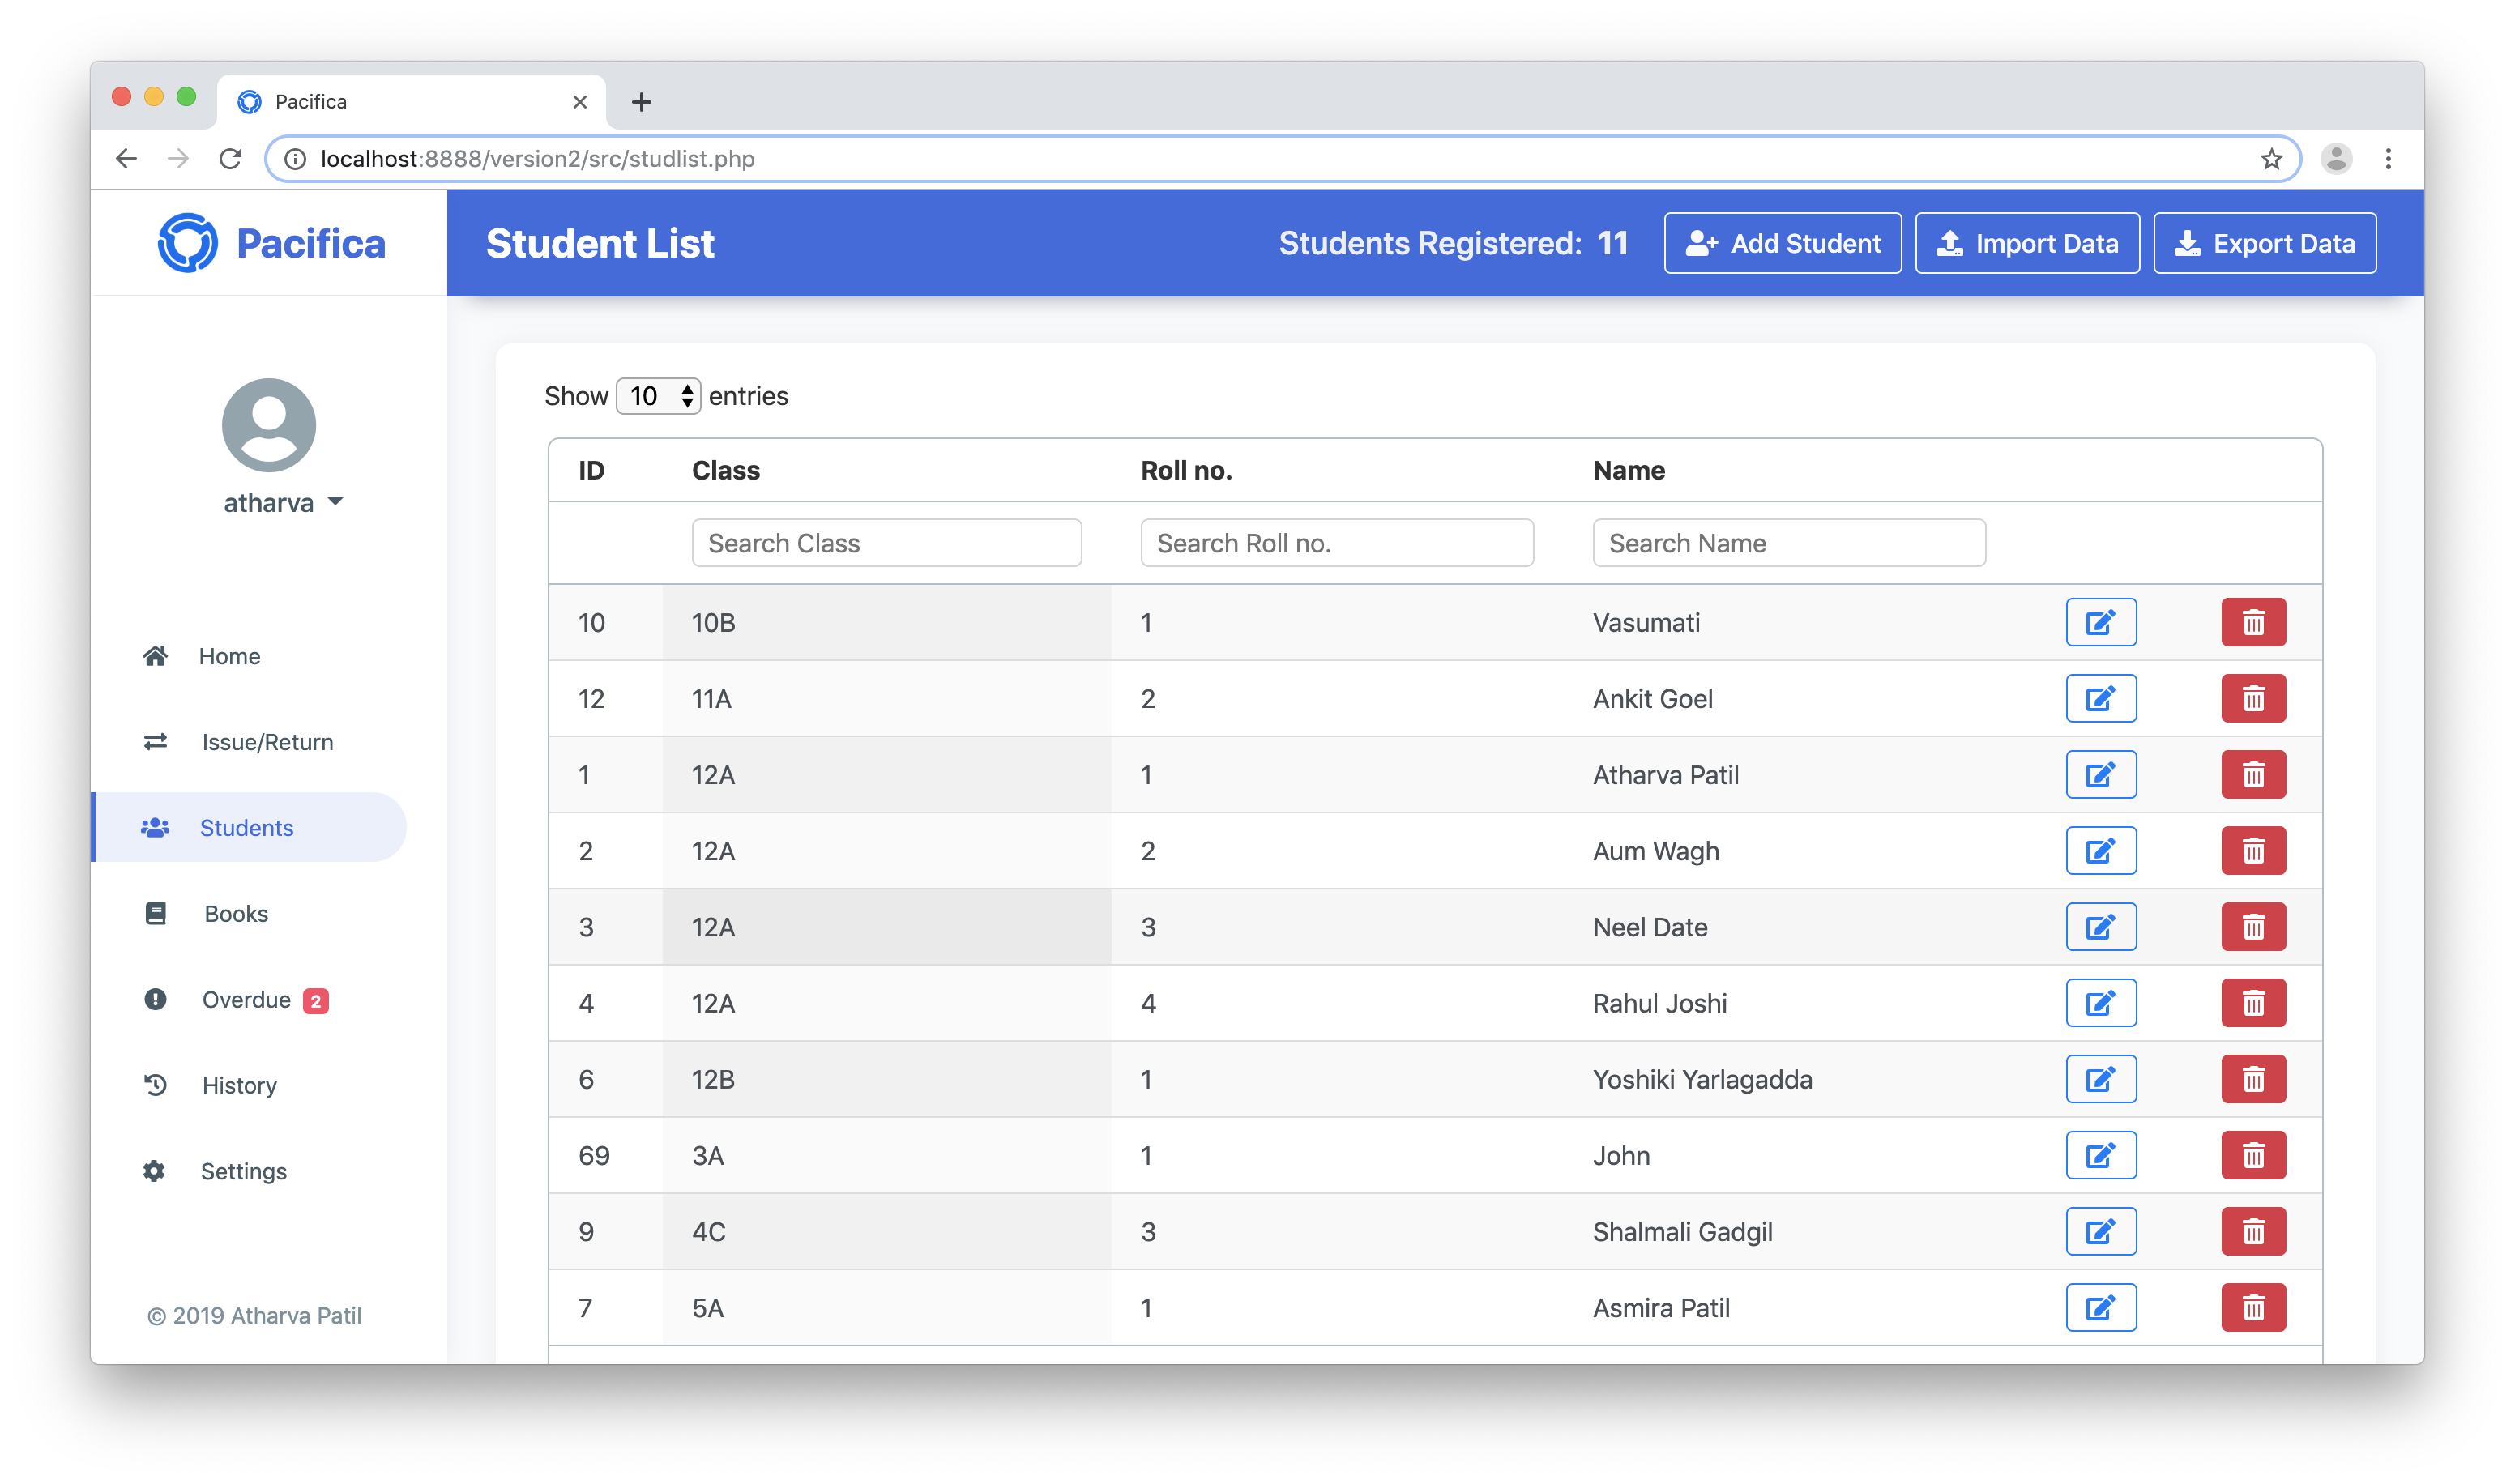 Pacifica
localhost:8888/version2/src/studlist.php
Pacifica
Student List
Students Registered: 11
Add Student
Import Data
Export Data
atharva
Home
Issue/Return
Students
Books
Overdue 2
History
Settings
© 2019 Atharva Patil
Show 10 entries
ID Class Roll no. Name
Search Class Search Roll no. Search Name
10 10B 1 Vasumati
12 11A 2 Ankit Goel
1 12A 1 Atharva Patil
2 12A 2 Aum Wagh
3 12A 3 Neel Date
4 12A 4 Rahul Joshi
6 12B 1 Yoshiki Yarlagadda
69 3A 1 John
9 4C 3 Shalmali Gadgil
7 5A 1 Asmira Patil